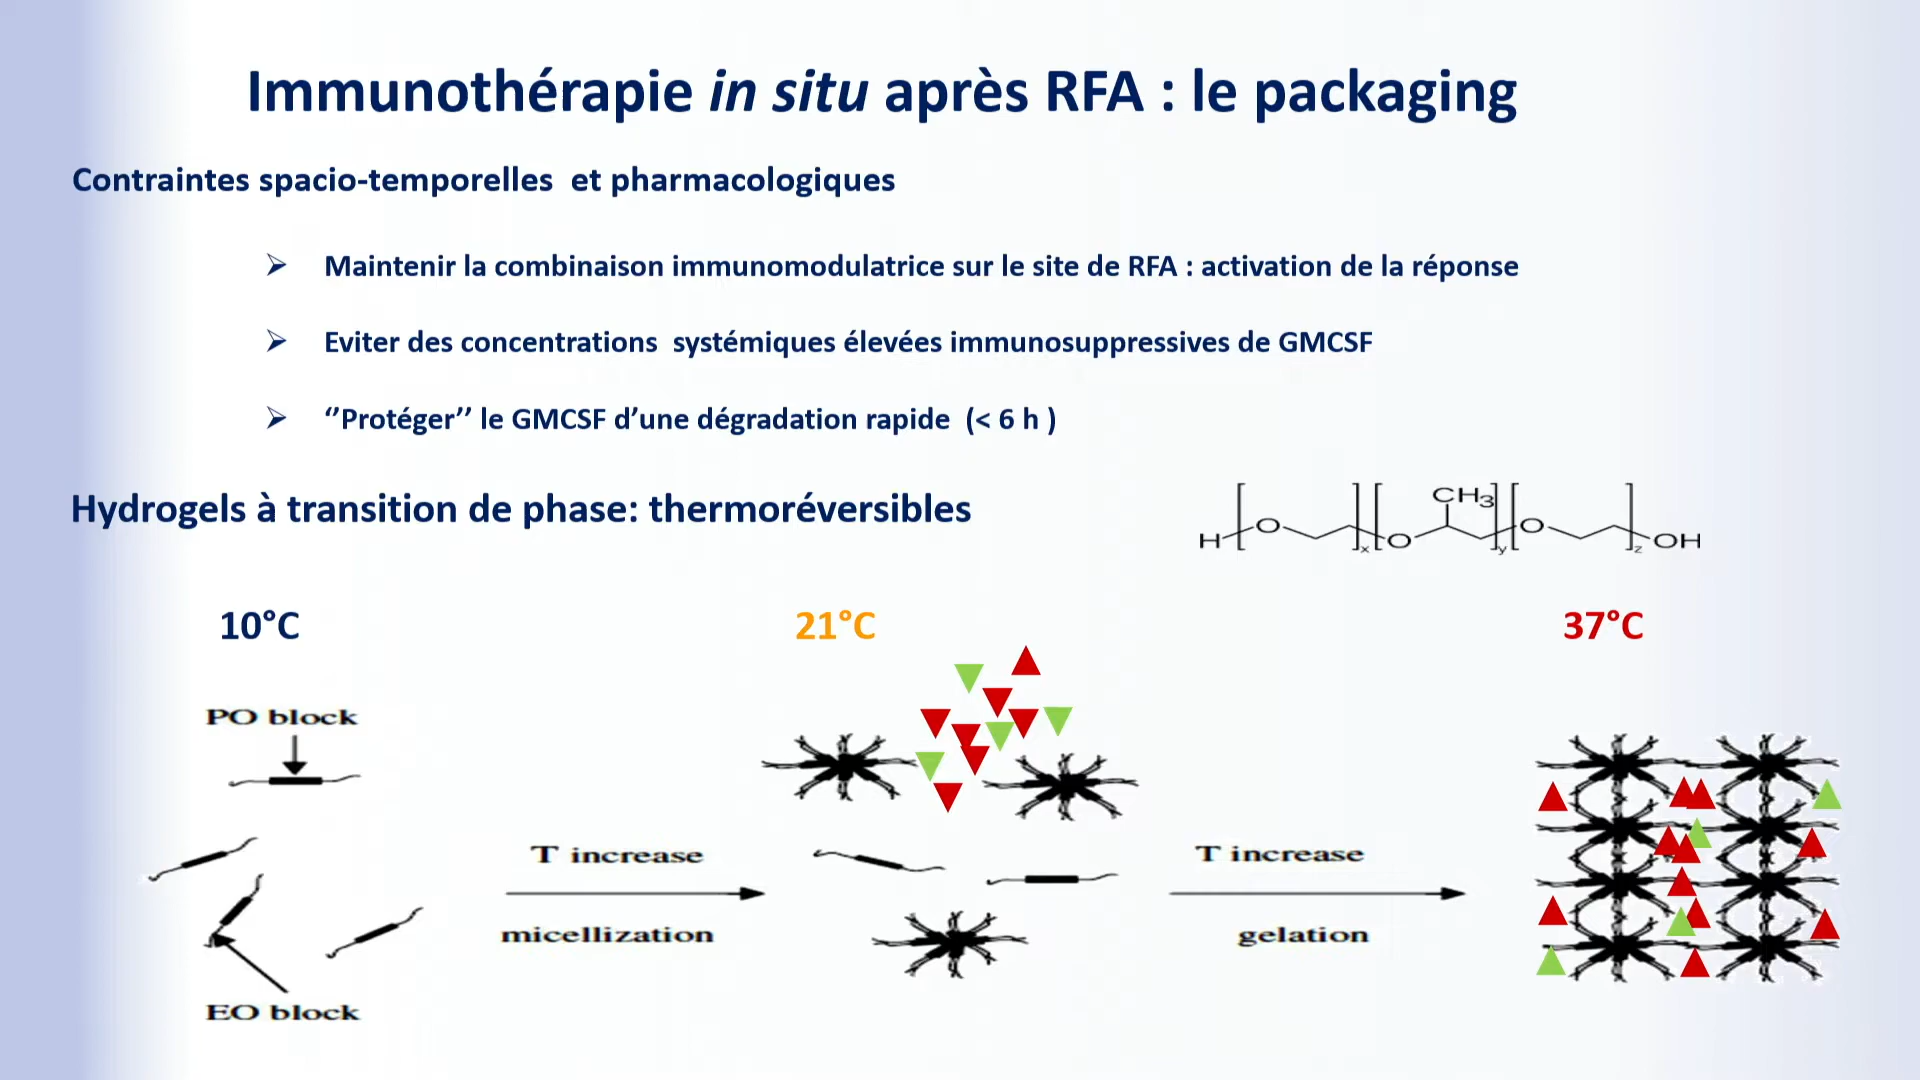 Immunothérapie in situ après RFA : le packaging
Contraintes spacio-temporelles  et pharmacologiques
➢ Maintenir la combinaison immunomodulatrice sur le site de RFA : activation de la réponse
➢ Eviter des concentrations  systémiques élevées immunosuppressives de GMCSF
➢ ‘’Protéger’’ le GMCSF d’une dégradation rapide  (< 6 h )
Hydrogels à transition de phase: thermoréversibles
CH3
H O x O y O z OH
10°C
21°C
37°C
PO block
T increase
micellization
T increase
gelation
EO block